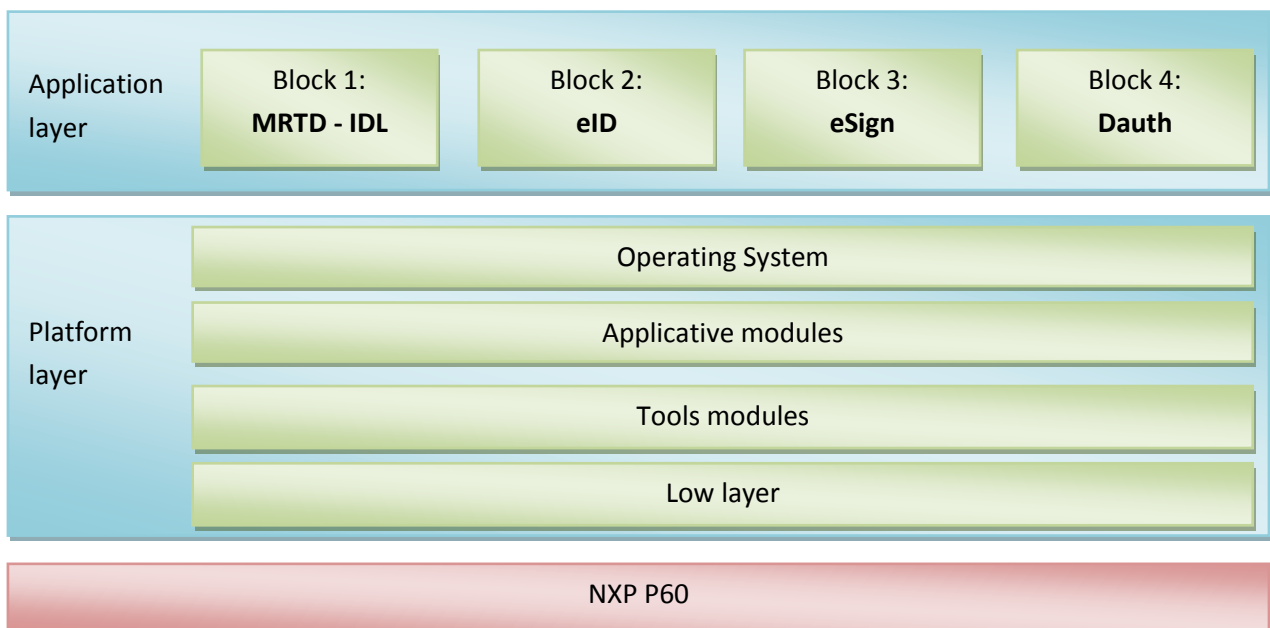 Application
layer
Block 1:
MRTD - IDL
Block 2:
eID
Block 3:
eSign
Block 4:
Dauth
Platform
layer
Operating System
Applicative modules
Tools modules
Low layer
NXP P60